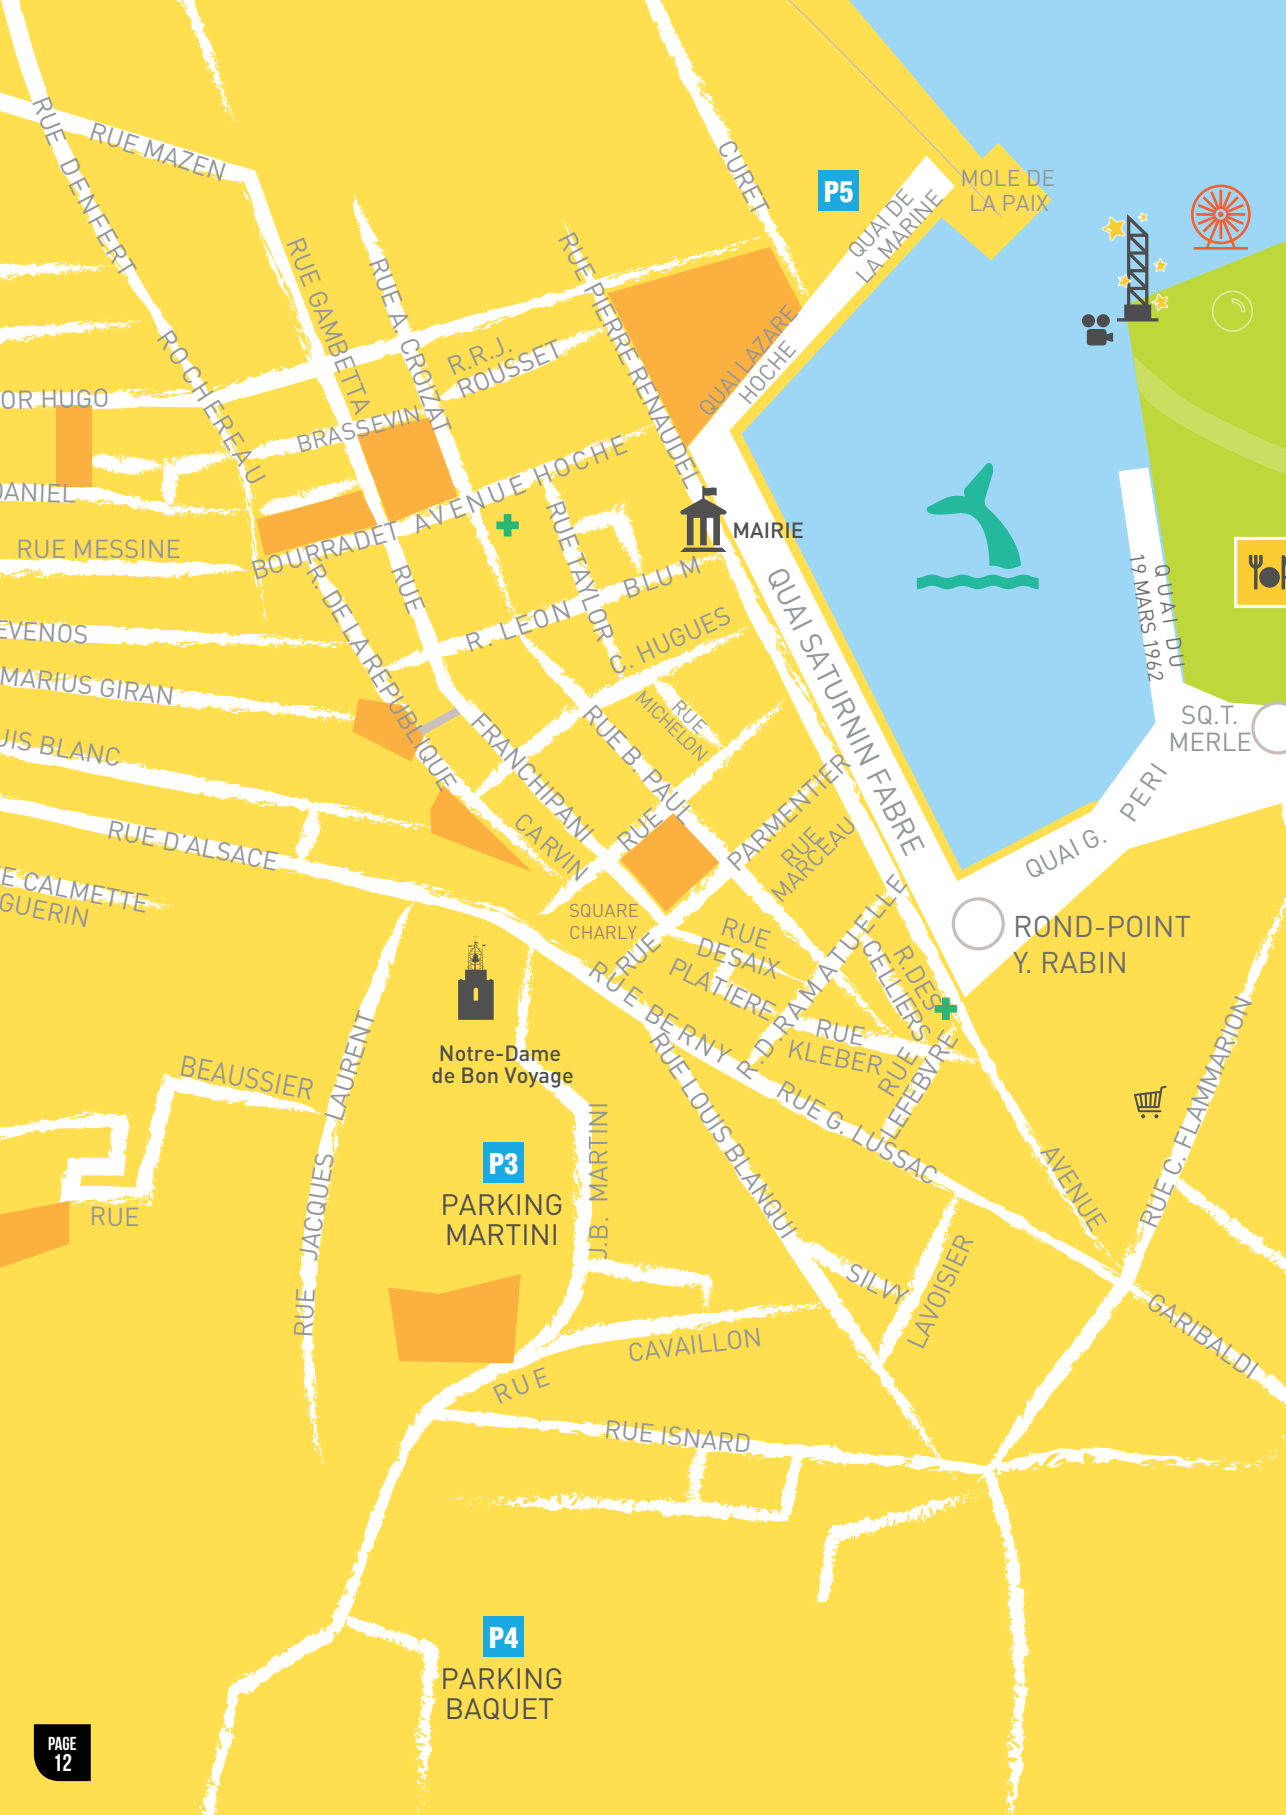 RUE DENFERT
ROCHEREAU
RUE MAZEN
CURET
P5
QUAI DE
LA MARINE
MOLE DE
LA PAIX
RUE GAMBETTA
RUE A. CROIZAT
RUE PIERRE RENAUDEL
R.R.J.
ROUSSET
QUAI LAZARE
HOCHE
OR HUGO
BRASSEVIN
DANIEL
BOURRADET
AVENUE HOCHE
RUE MESSINE
MAIRIE
RUE TAYLOR
R. LEON BLUM
C. HUGUES
QUAI SATURNIN FABRE
QUAI DU
19 MARS 1962
EVENOS
R. DE LA REPUBLIQUE
RUE
FRANCHIPANI
MARIUS GIRAN
RUE
MICHELON
RUE B. PAUL
SQ.T.
MERLE
UIS BLANC
QUAI G. PERI
RUE
CARVIN
RUE
PARMENTIER
RUE
MARCEAU
RUE D'ALSACE
E CALMETTE
GUERIN
SQUARE
CHARLY
RUE
DESAIX
PLATIERE
R.D. RAMATUELLE
R. DES
CELLIERS
ROND-POINT
Y. RABIN
RUE BERNY
RUE
KLEBER
RUE
LEFEBVRE
Notre-Dame
de Bon Voyage
BEAUSSIER
RUE
RUE JACQUES LAURENT
RUE LOUIS BLANQUI
RUE G. LUSSAC
RUE C. FLAMMARION
AVENUE
GARIBALDI
P3
PARKING
MARTINI
J.B. MARTINI
RUE
SILVY
LAVOISIER
CAVAILLON
RUE ISNARD
P4
PARKING
BAQUET
PAGE
12